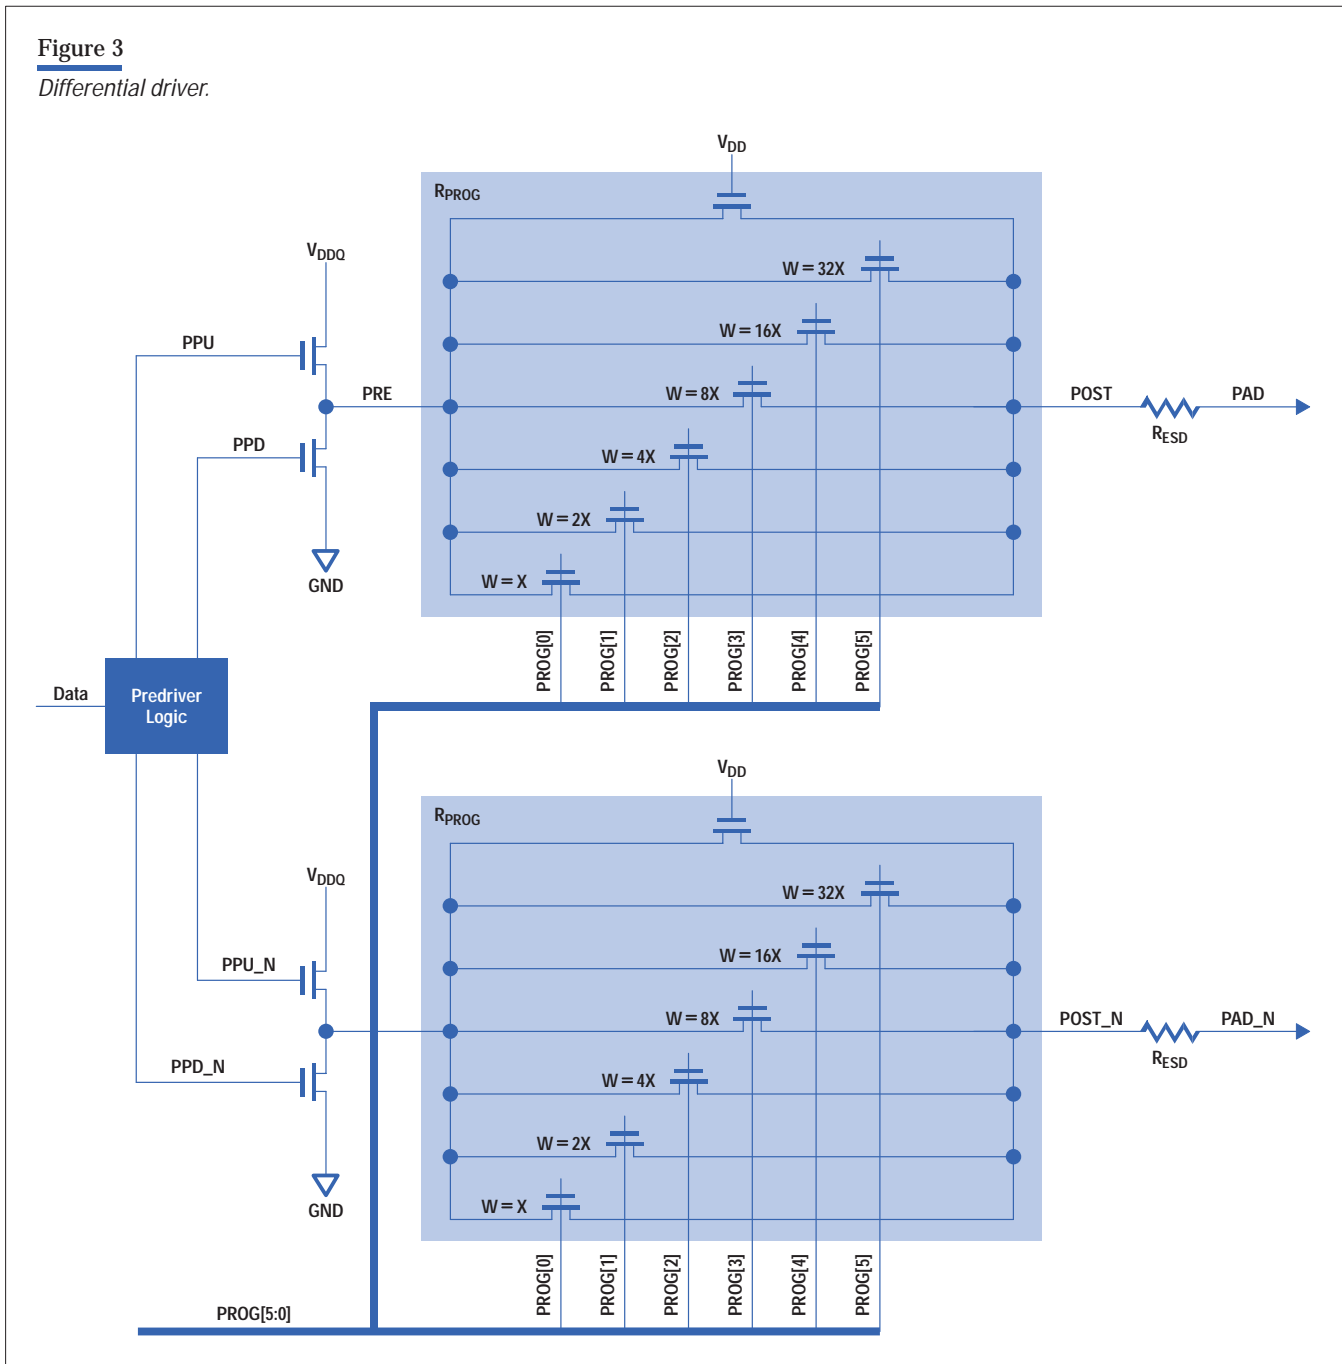 Figure 3
Differential driver.
VDD
RPROG
VDDQ
W = 32X
W = 16X
PPU
W = 8X
PRE
POST
PAD
RESD
PPD
W = 4X
W = 2X
GND
W = X
PROG[0]
PROG[1]
PROG[2]
PROG[3]
PROG[4]
PROG[5]
Data
Predriver
Logic
VDD
RPROG
VDDQ
W = 32X
W = 16X
PPU_N
W = 8X
POST_N
PAD_N
RESD
PPD_N
W = 4X
W = 2X
GND
W = X
PROG[0]
PROG[1]
PROG[2]
PROG[3]
PROG[4]
PROG[5]
PROG[5:0]